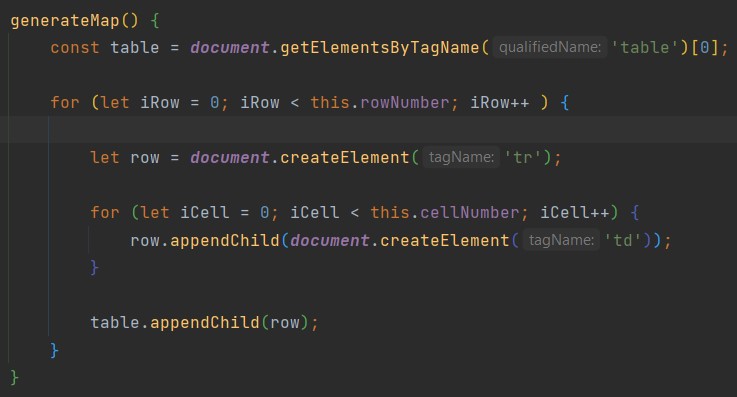 generateMap() {
const table = document.getElementsByTagName( qualifiedName: 'table')[0];
for (let iRow = 0; iRow < this.rowNumber; iRow++ ) {
let row = document.createElement( tagName: 'tr');
for (let iCell = 0; iCell < this.cellNumber; iCell++) {
row.appendChild(document.createElement( tagName: 'td'));
}
table.appendChild(row);
}
}